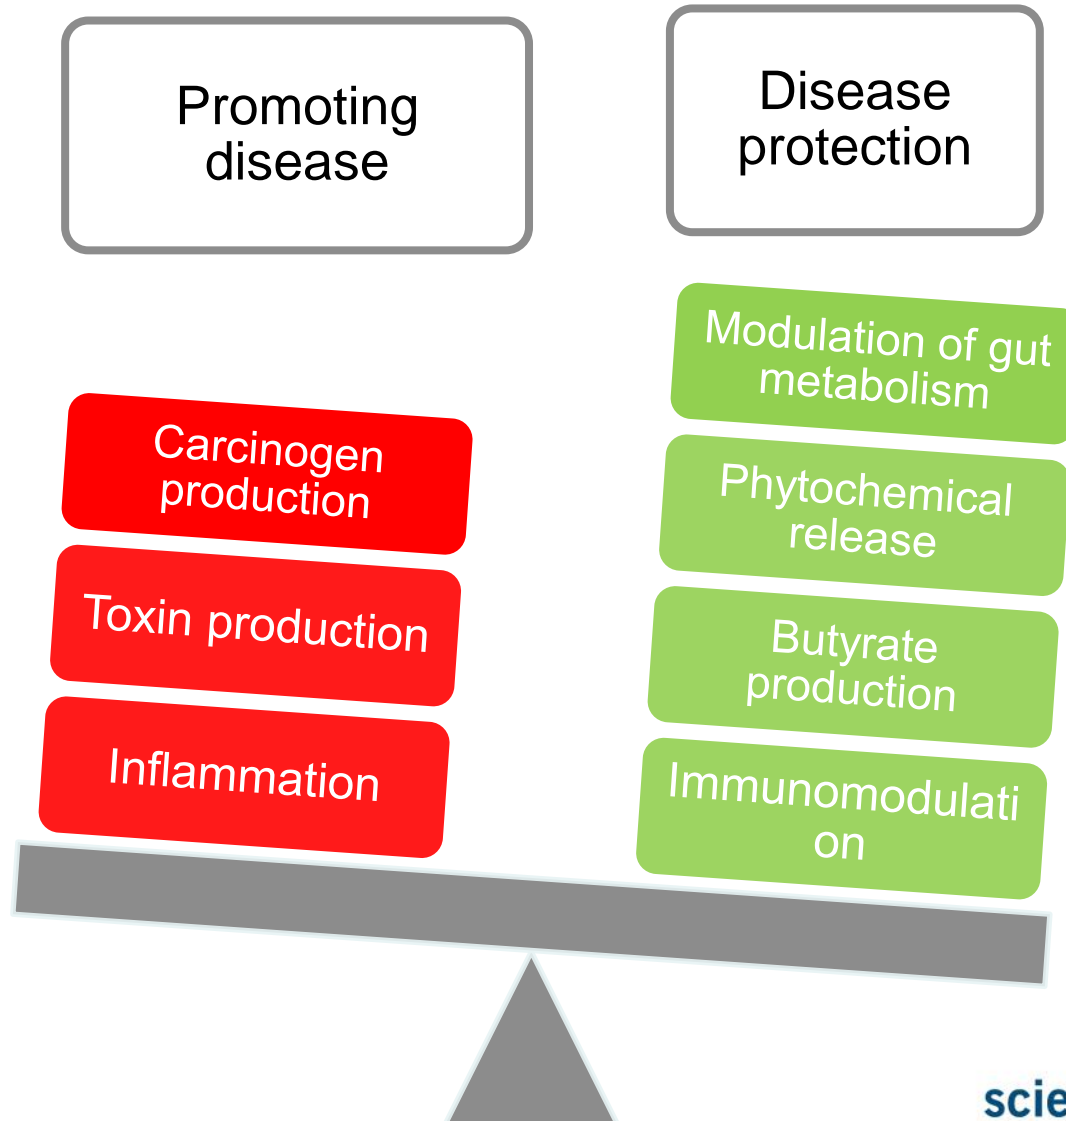 Promoting
disease
Disease
protection
Carcinogen
production
Toxin production
Inflammation
Modulation of gut
metabolism
Phytochemical
release
Butyrate
production
Immunomodulati
on
scie